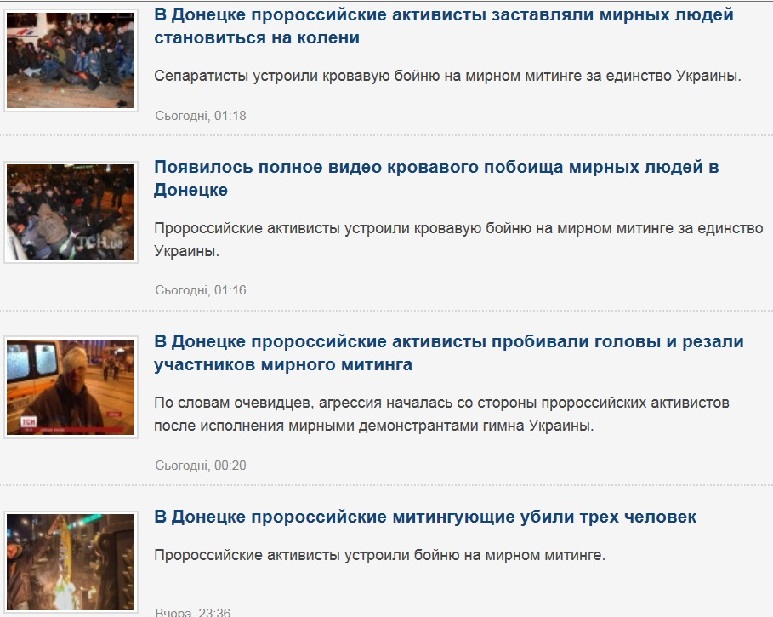 В Донецке пророссийские активисты заставляли мирных людей
становиться на колени
Сепаратисты устроили кровавую бойню на мирном митинге за единство Украины.
Сьогодні, 01:18
Появилось полное видео кровавого побоища мирных людей в
Донецке
Пророссийские активисты устроили кровавую бойню на мирном митинге за единство
Украины.
Сьогодні, 01:16
ТСН.ua
В Донецке пророссийские активисты пробивали головы и резали
участников мирного митинга
По словам очевидцев, агрессия началась со стороны пророссийских активистов
после исполнения мирными демонстрантами гимна Украины.
Сьогодні, 00:20
ТСН
В Донецке пророссийские митингующие убили трех человек
Пророссийские активисты устроили бойню на мирном митинге.
Вчора, 23:36